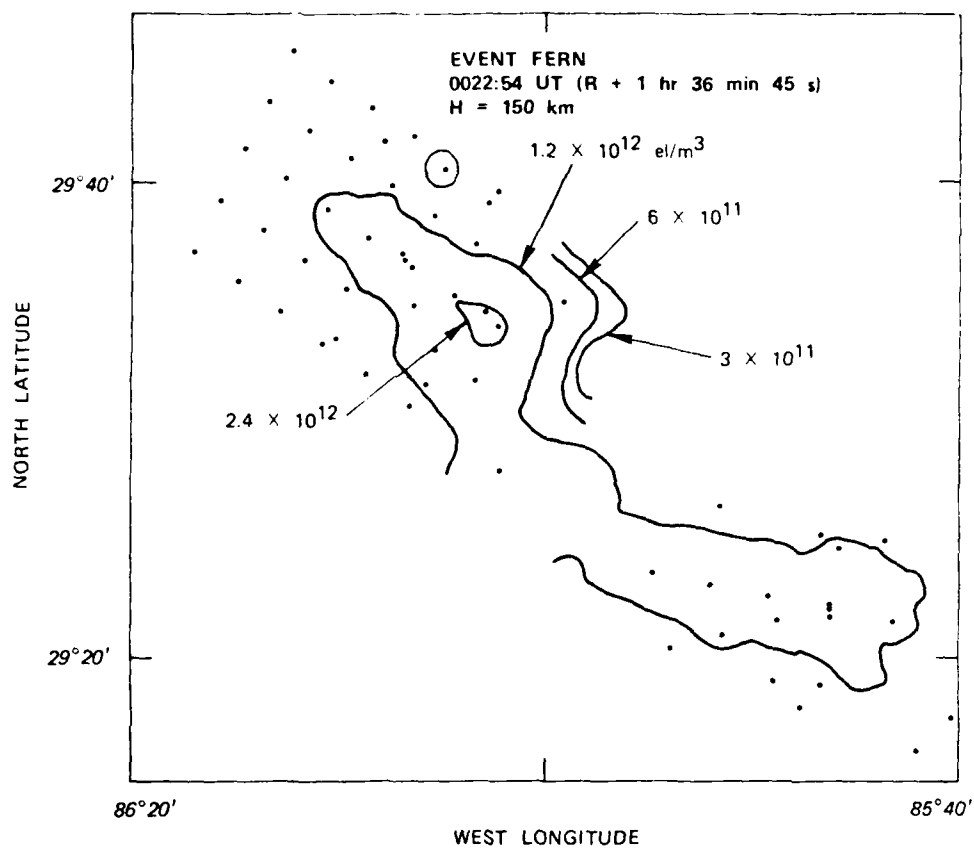 EVENT FERN
0022:54 UT (R + 1 hr 36 min 45 s)
H = 150 km
1.2 × 10¹² el/m³
29°40'
6 × 10¹¹
3 × 10¹¹
2.4 × 10¹²
NORTH LATITUDE
29°20'
86°20'
85°40'
WEST LONGITUDE